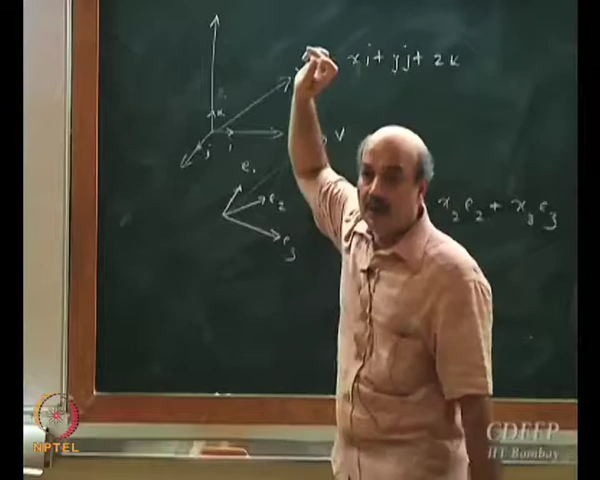 xi + yj + zk
k
i
j
V
e₁
e₂
x₂e₂ + x₃e₃
e₃
CDEEP
IIT Bombay
NPTEL